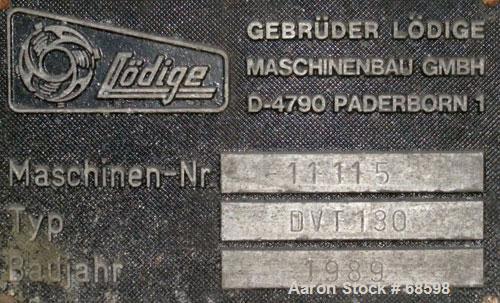 Lödige
GEBRÜDER LÖDIGE
MASCHINENBAU GMBH
D-4790 PADERBORN 1
Maschinen-Nr 11115
Typ DVT 130
Baujahr 1989
Aaron Stock # 68598